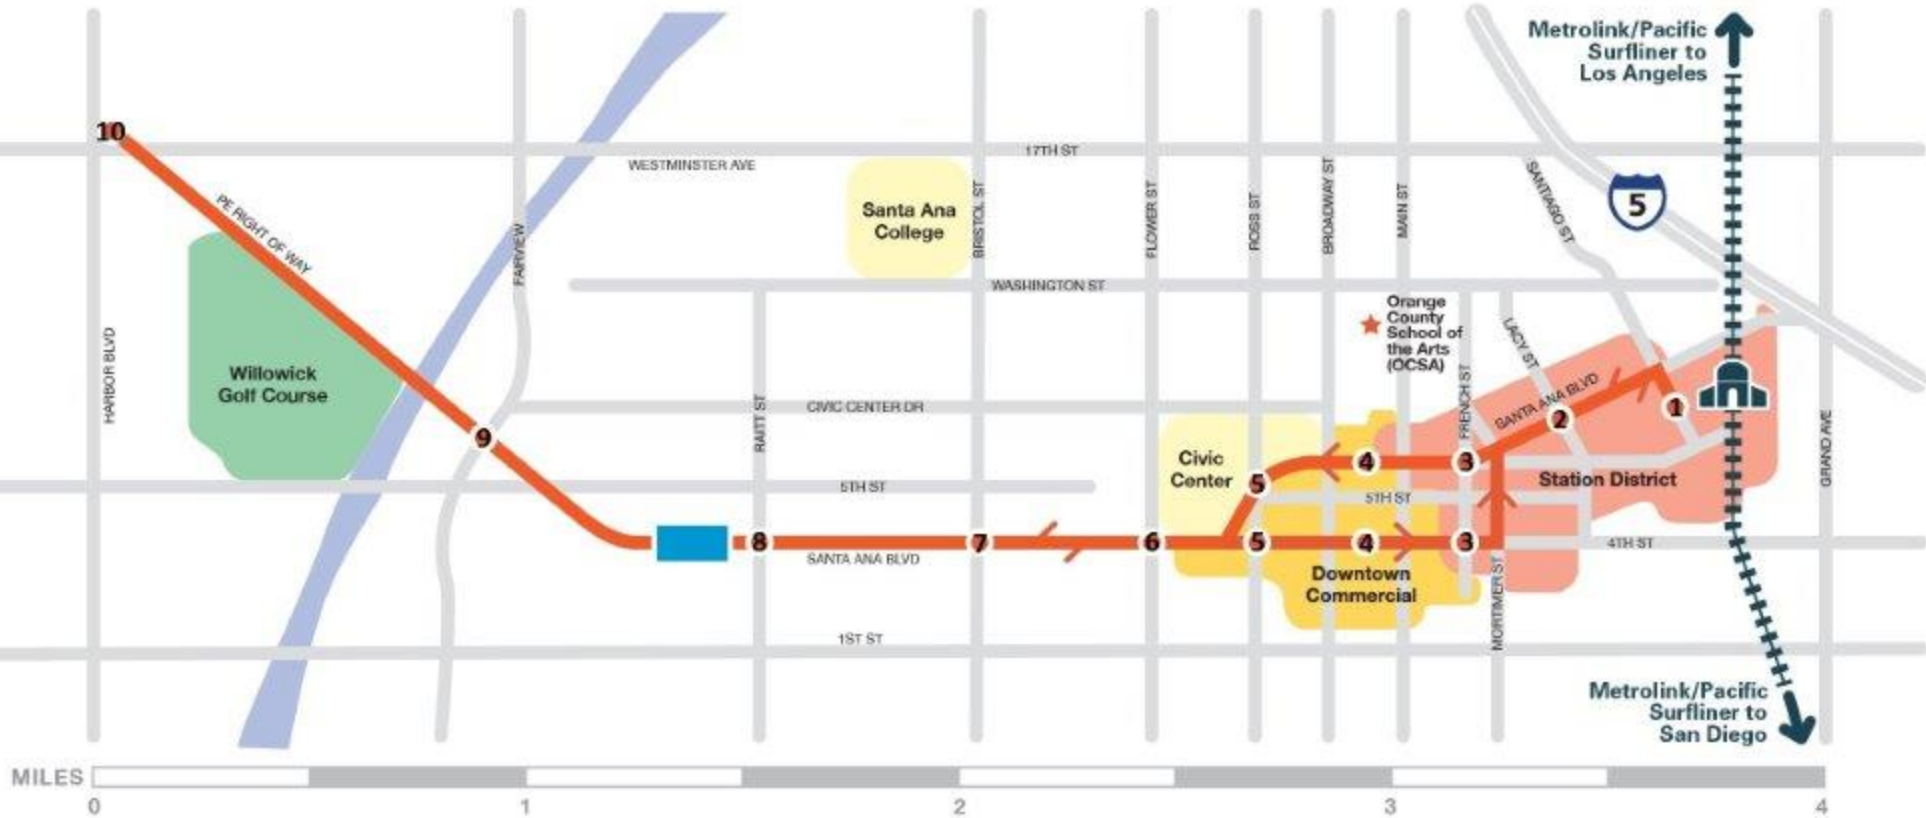 Metrolink/Pacific
Surfliner to
Los Angeles
10
17TH ST
WESTMINSTER AVE
PE RIGHT OF WAY
FAIRVIEW
Santa Ana
College
BRISTOL ST
FLOWER ST
ROSS ST
BROADWAY ST
MAIN ST
SANTIAGO ST
5
WASHINGTON ST
Orange
County
School of
the Arts
(OCSA)
LACY ST
HARBOR BLVD
Willowick
Golf Course
RAITT ST
CIVIC CENTER DR
FRENCH ST
SANTA ANA BLVD
1
2
GRAND AVE
9
Civic
Center
4
3
5
Station District
5TH ST
5TH ST
8
7
6
5
4
3
4TH ST
SANTA ANA BLVD
Downtown
Commercial
MORTIMER ST
1ST ST
Metrolink/Pacific
Surfliner to
San Diego
MILES
0 1 2 3 4